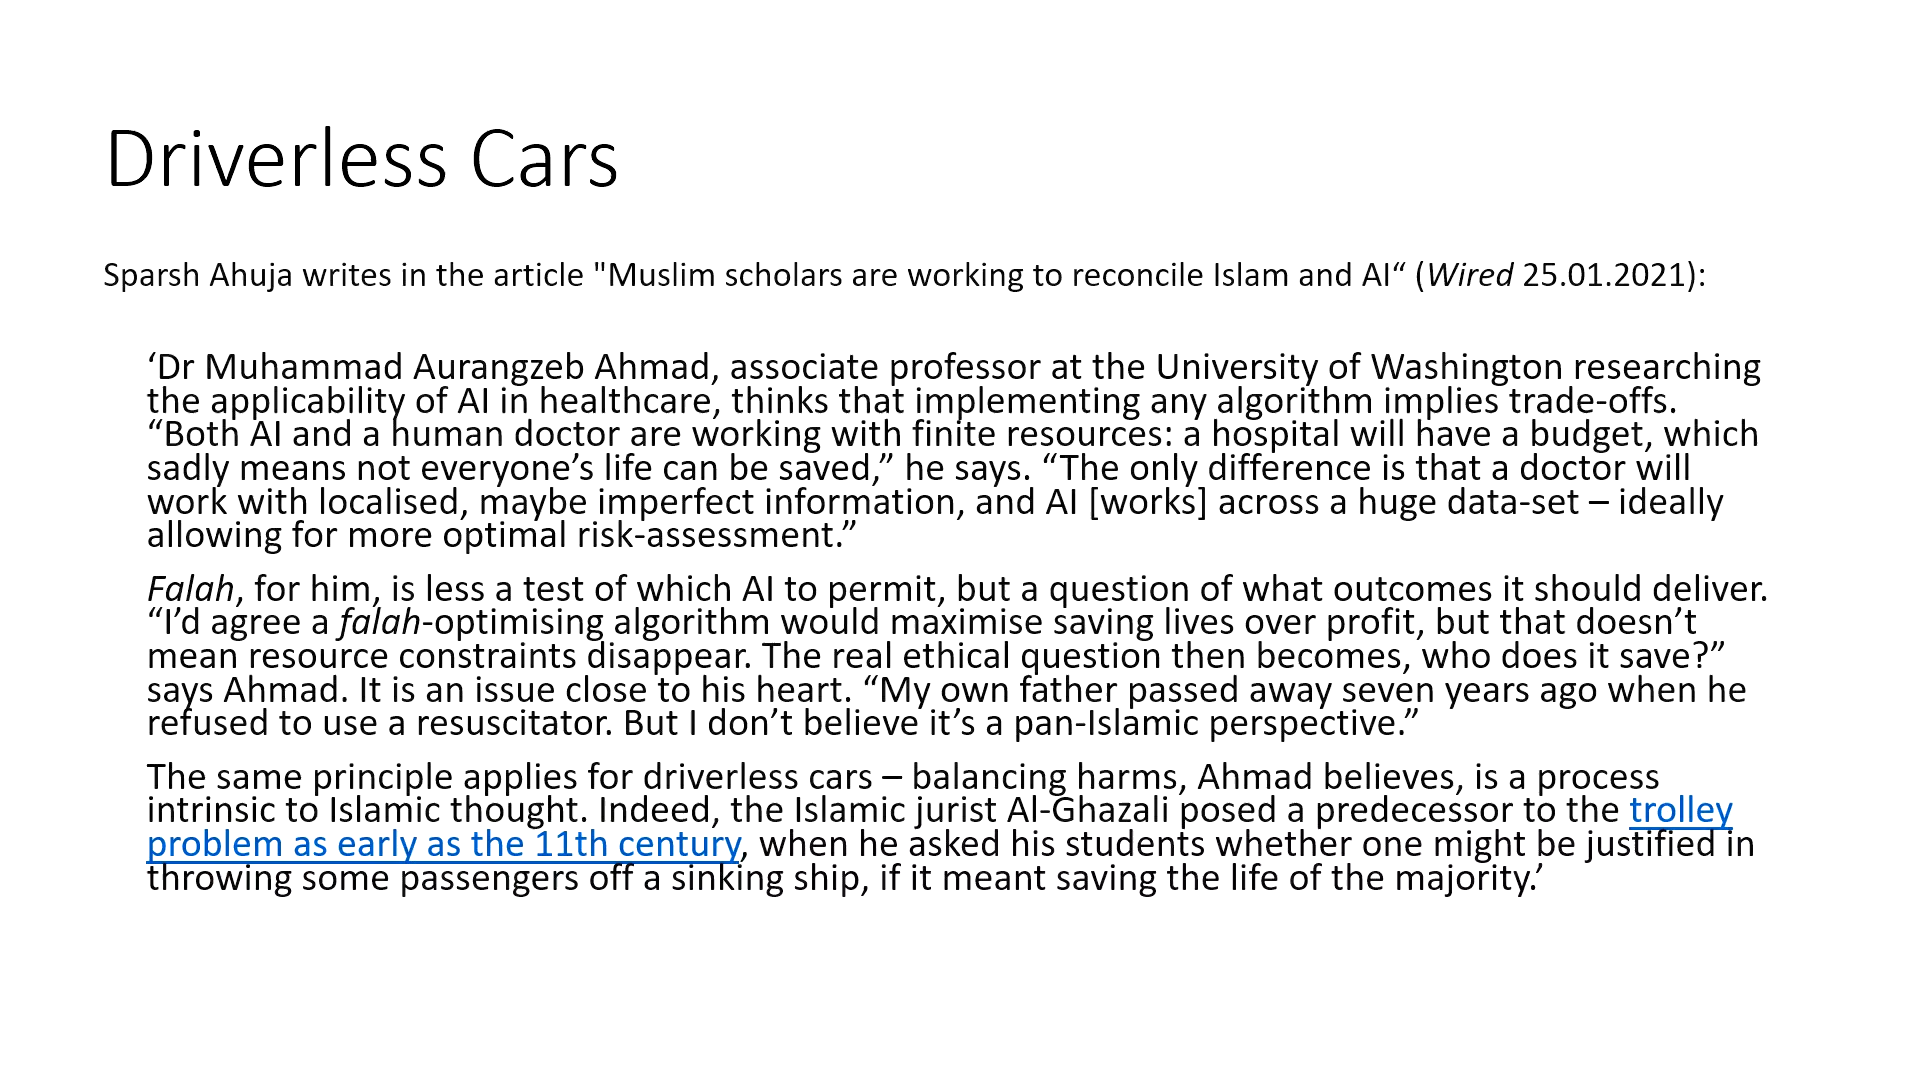 Driverless Cars
Sparsh Ahuja writes in the article "Muslim scholars are working to reconcile Islam and AI“ (Wired 25.01.2021):
‘Dr Muhammad Aurangzeb Ahmad, associate professor at the University of Washington researching
the applicability of AI in healthcare, thinks that implementing any algorithm implies trade-offs.
“Both AI and a human doctor are working with finite resources: a hospital will have a budget, which
sadly means not everyone’s life can be saved,” he says. “The only difference is that a doctor will
work with localised, maybe imperfect information, and AI [works] across a huge data-set – ideally
allowing for more optimal risk-assessment.”
Falah, for him, is less a test of which AI to permit, but a question of what outcomes it should deliver.
“I’d agree a falah-optimising algorithm would maximise saving lives over profit, but that doesn’t
mean resource constraints disappear. The real ethical question then becomes, who does it save?”
says Ahmad. It is an issue close to his heart. “My own father passed away seven years ago when he
refused to use a resuscitator. But I don’t believe it’s a pan-Islamic perspective.”
The same principle applies for driverless cars – balancing harms, Ahmad believes, is a process
intrinsic to Islamic thought. Indeed, the Islamic jurist Al-Ghazali posed a predecessor to the trolley
problem as early as the 11th century, when he asked his students whether one might be justified in
throwing some passengers off a sinking ship, if it meant saving the life of the majority.’